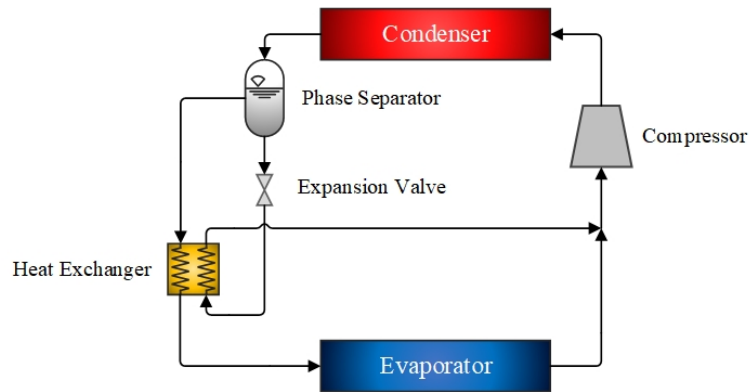 Condenser
Phase Separator
Compressor
Expansion Valve
Heat Exchanger
Evaporator